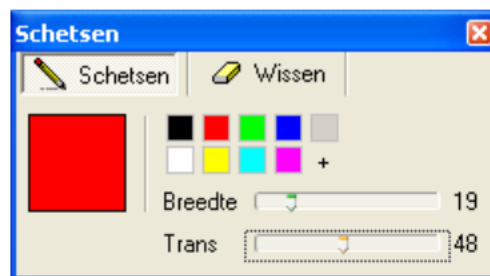 Schetsen
Schetsen Wissen
+
Breedte 19
Trans 48